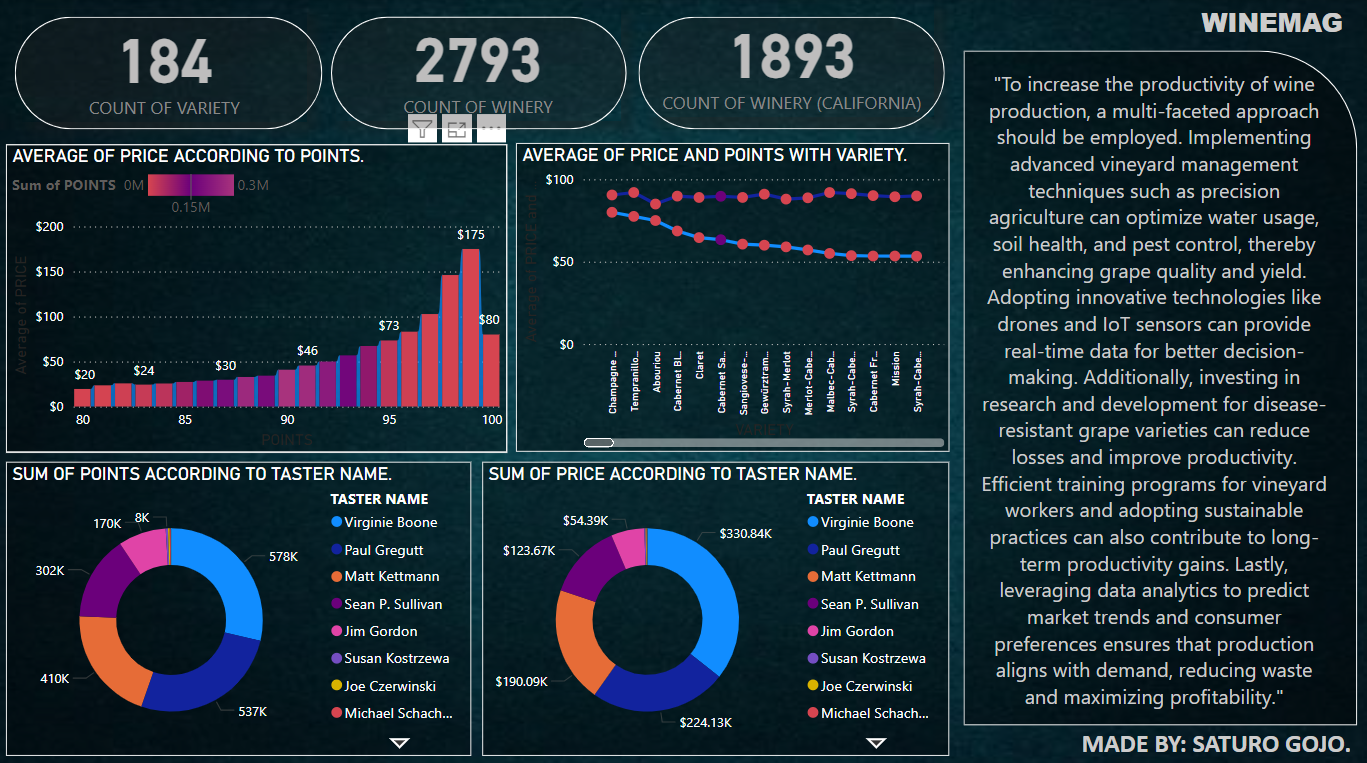 WINEMAG
184
COUNT OF VARIETY
2793
COUNT OF WINERY
1893
COUNT OF WINERY (CALIFORNIA)
AVERAGE OF PRICE ACCORDING TO POINTS.
Sum of POINTS 0M 0.3M
0.15M
Average of PRICE
$200
$150
$100
$50
$0
$20
$24
$30
$46
$73
$175
$80
80 85 90 95 100
POINTS
AVERAGE OF PRICE AND POINTS WITH VARIETY.
$100
$50
$0
Champagne ...
Tempranillo...
Abouriou
Cabernet Bl...
Claret
Cabernet Sa...
Sangiovese-...
Gewürztram...
Syrah-Merlot
Merlot-Cabe...
Malbec-Cab...
Syrah-Cabe...
Cabernet Fr...
Mission
Syrah-Cabe...
VARIETY
SUM OF POINTS ACCORDING TO TASTER NAME.
578K
537K
410K
302K
170K
8K
TASTER NAME
Virginie Boone
Paul Gregutt
Matt Kettmann
Sean P. Sullivan
Jim Gordon
Susan Kostrzewa
Joe Czerwinski
Michael Schach...
SUM OF PRICE ACCORDING TO TASTER NAME.
$330.84K
$224.13K
$190.09K
$123.67K
$54.39K
TASTER NAME
Virginie Boone
Paul Gregutt
Matt Kettmann
Sean P. Sullivan
Jim Gordon
Susan Kostrzewa
Joe Czerwinski
Michael Schach...
"To increase the productivity of wine
production, a multi-faceted approach
should be employed. Implementing
advanced vineyard management
techniques such as precision
agriculture can optimize water usage,
soil health, and pest control, thereby
enhancing grape quality and yield.
Adopting innovative technologies like
drones and IoT sensors can provide
real-time data for better decision-
making. Additionally, investing in
research and development for disease-
resistant grape varieties can reduce
losses and improve productivity.
Efficient training programs for vineyard
workers and adopting sustainable
practices can also contribute to long-
term productivity gains. Lastly,
leveraging data analytics to predict
market trends and consumer
preferences ensures that production
aligns with demand, reducing waste
and maximizing profitability."
MADE BY: SATURO GOJO.